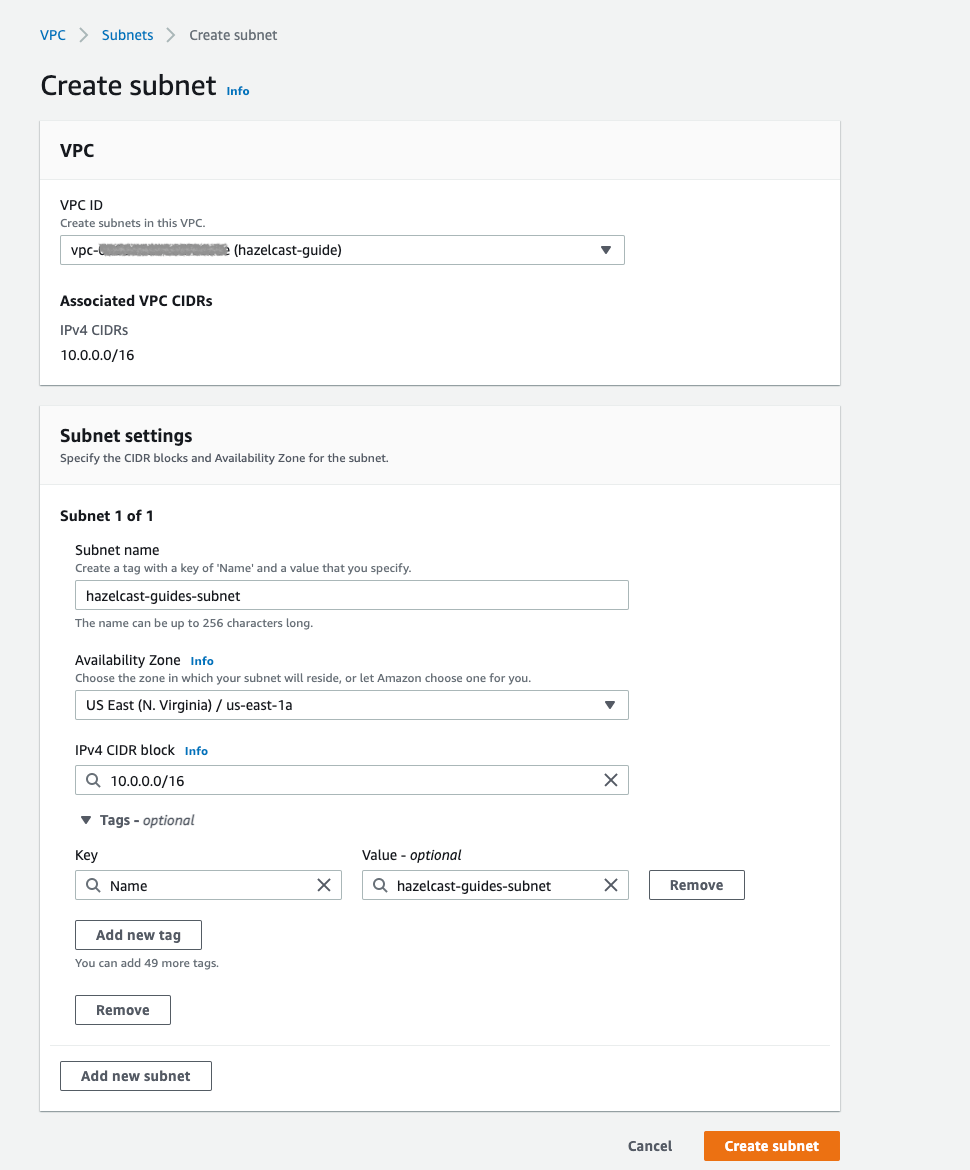 VPC > Subnets > Create subnet
Create subnet Info
VPC
VPC ID
Create subnets in this VPC.
vpc- (hazelcast-guide)
Associated VPC CIDRs
IPv4 CIDRs
10.0.0.0/16
Subnet settings
Specify the CIDR blocks and Availability Zone for the subnet.
Subnet 1 of 1
Subnet name
Create a tag with a key of 'Name' and a value that you specify.
hazelcast-guides-subnet
The name can be up to 256 characters long.
Availability Zone Info
Choose the zone in which your subnet will reside, or let Amazon choose one for you.
US East (N. Virginia) / us-east-1a
IPv4 CIDR block Info
10.0.0.0/16
Tags - optional
Key Value - optional
Name hazelcast-guides-subnet Remove
Add new tag
You can add 49 more tags.
Remove
Add new subnet
Cancel Create subnet